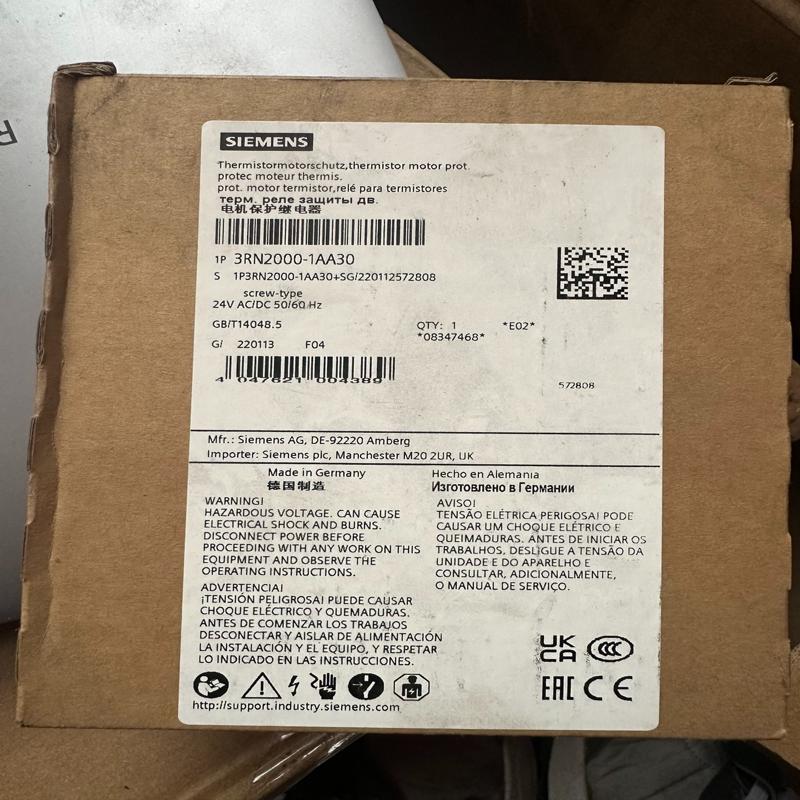 SIEMENS
Thermistormotorschutz,thermistor motor prot.
protec moteur thermis.
prot. motor termistor,relé para termistores
терм. реле защиты дв.
电机保护继电器
1P 3RN2000-1AA30
S 1P3RN2000-1AA30+SG/220112572808
screw-type
24V AC/DC 50/60 Hz
GB/T14048.5
QTY: 1 *E02*
*08347468*
G/ 220113 F04
4 047621 004389
572808
Mfr.: Siemens AG, DE-92220 Amberg
Importer: Siemens plc, Manchester M20 2UR, UK
Made in Germany
Hecho en Alemania
德国制造
Изготовлено в Германии
WARNING!
HAZARDOUS VOLTAGE. CAN CAUSE
ELECTRICAL SHOCK AND BURNS.
DISCONNECT POWER BEFORE
PROCEEDING WITH ANY WORK ON THIS
EQUIPMENT AND OBSERVE THE
OPERATING INSTRUCTIONS.
ADVERTENCIA!
¡TENSIÓN PELIGROSA! PUEDE CAUSAR
CHOQUE ELÉCTRICO Y QUEMADURAS.
ANTES DE COMENZAR LOS TRABAJOS
DESCONECTAR Y AISLAR DE ALIMENTACIÓN
LA INSTALACIÓN Y EL EQUIPO, Y RESPETAR
LO INDICADO EN LAS INSTRUCCIONES.
AVISO!
TENSÃO ELÉTRICA PERIGOSA! PODE
CAUSAR UM CHOQUE ELÉTRICO E
QUEIMADURAS. ANTES DE INICIAR OS
TRABALHOS, DESLIGUE A TENSÃO DA
UNIDADE E DO APARELHO E
CONSULTAR, ADICIONALMENTE,
O MANUAL DE SERVIÇO.
UK
CA
CCC
EAC CE
http://support.industry.siemens.com